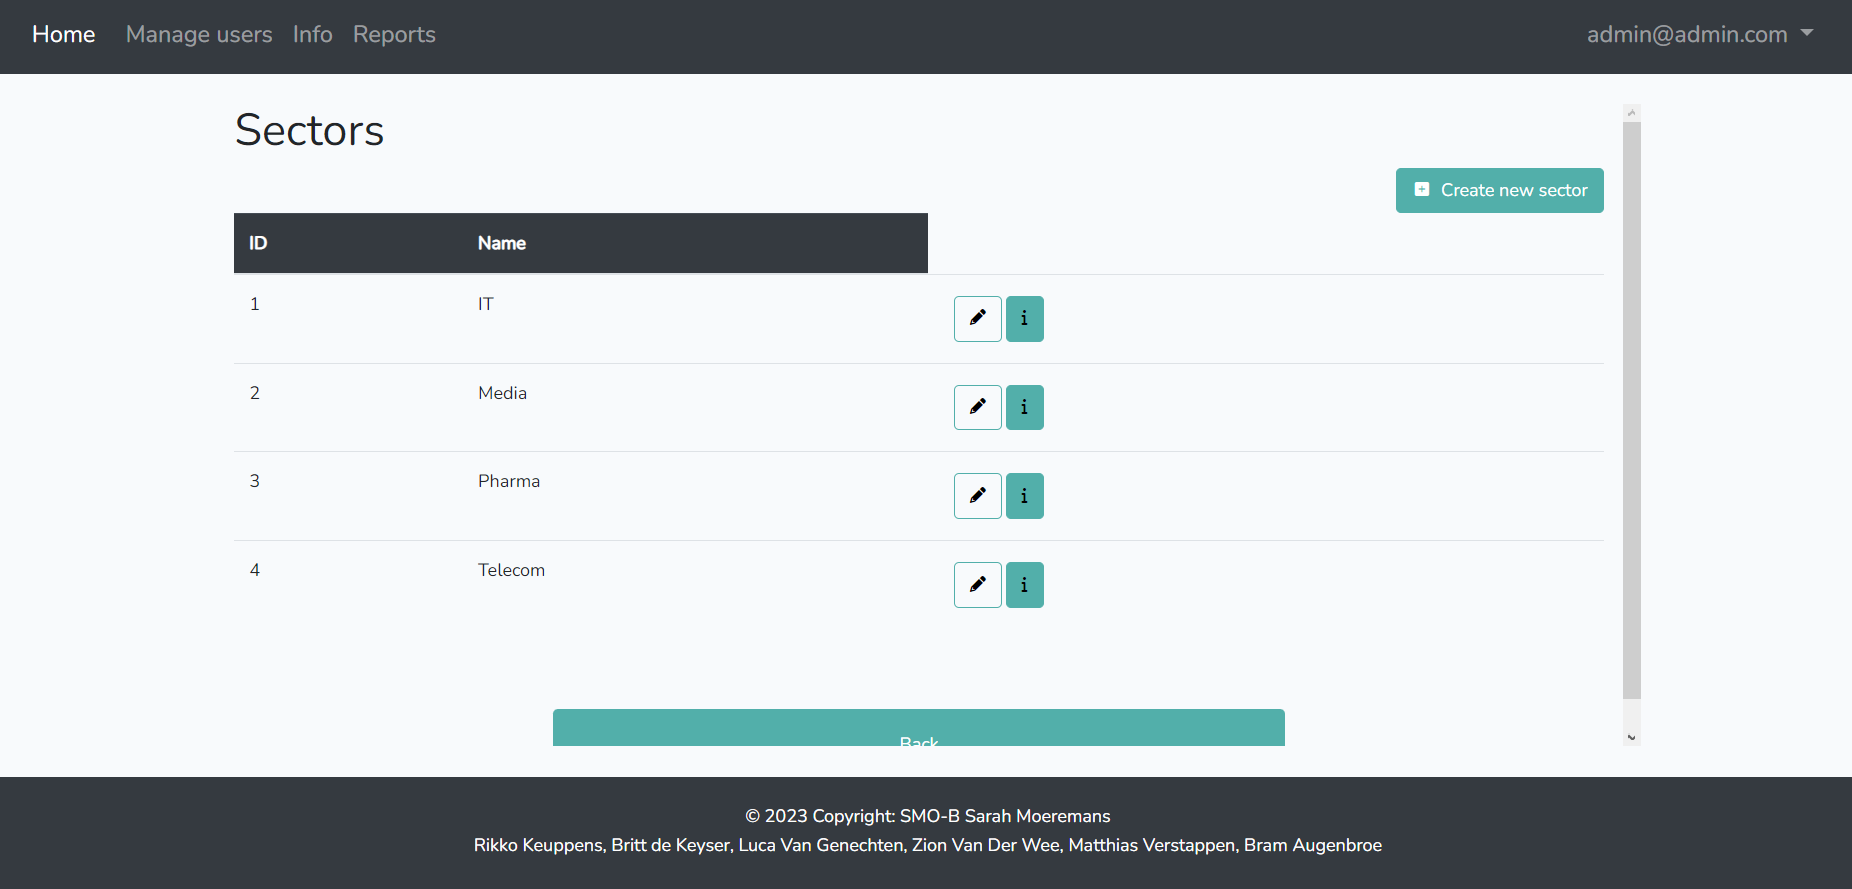 Home Manage users Info Reports admin@admin.com
Sectors
Create new sector
ID Name
1 IT
i
2 Media
i
3 Pharma
i
4 Telecom
i
Back
© 2023 Copyright: SMO-B Sarah Moeremans
Rikko Keuppens, Britt de Keyser, Luca Van Genechten, Zion Van Der Wee, Matthias Verstappen, Bram Augenbroe